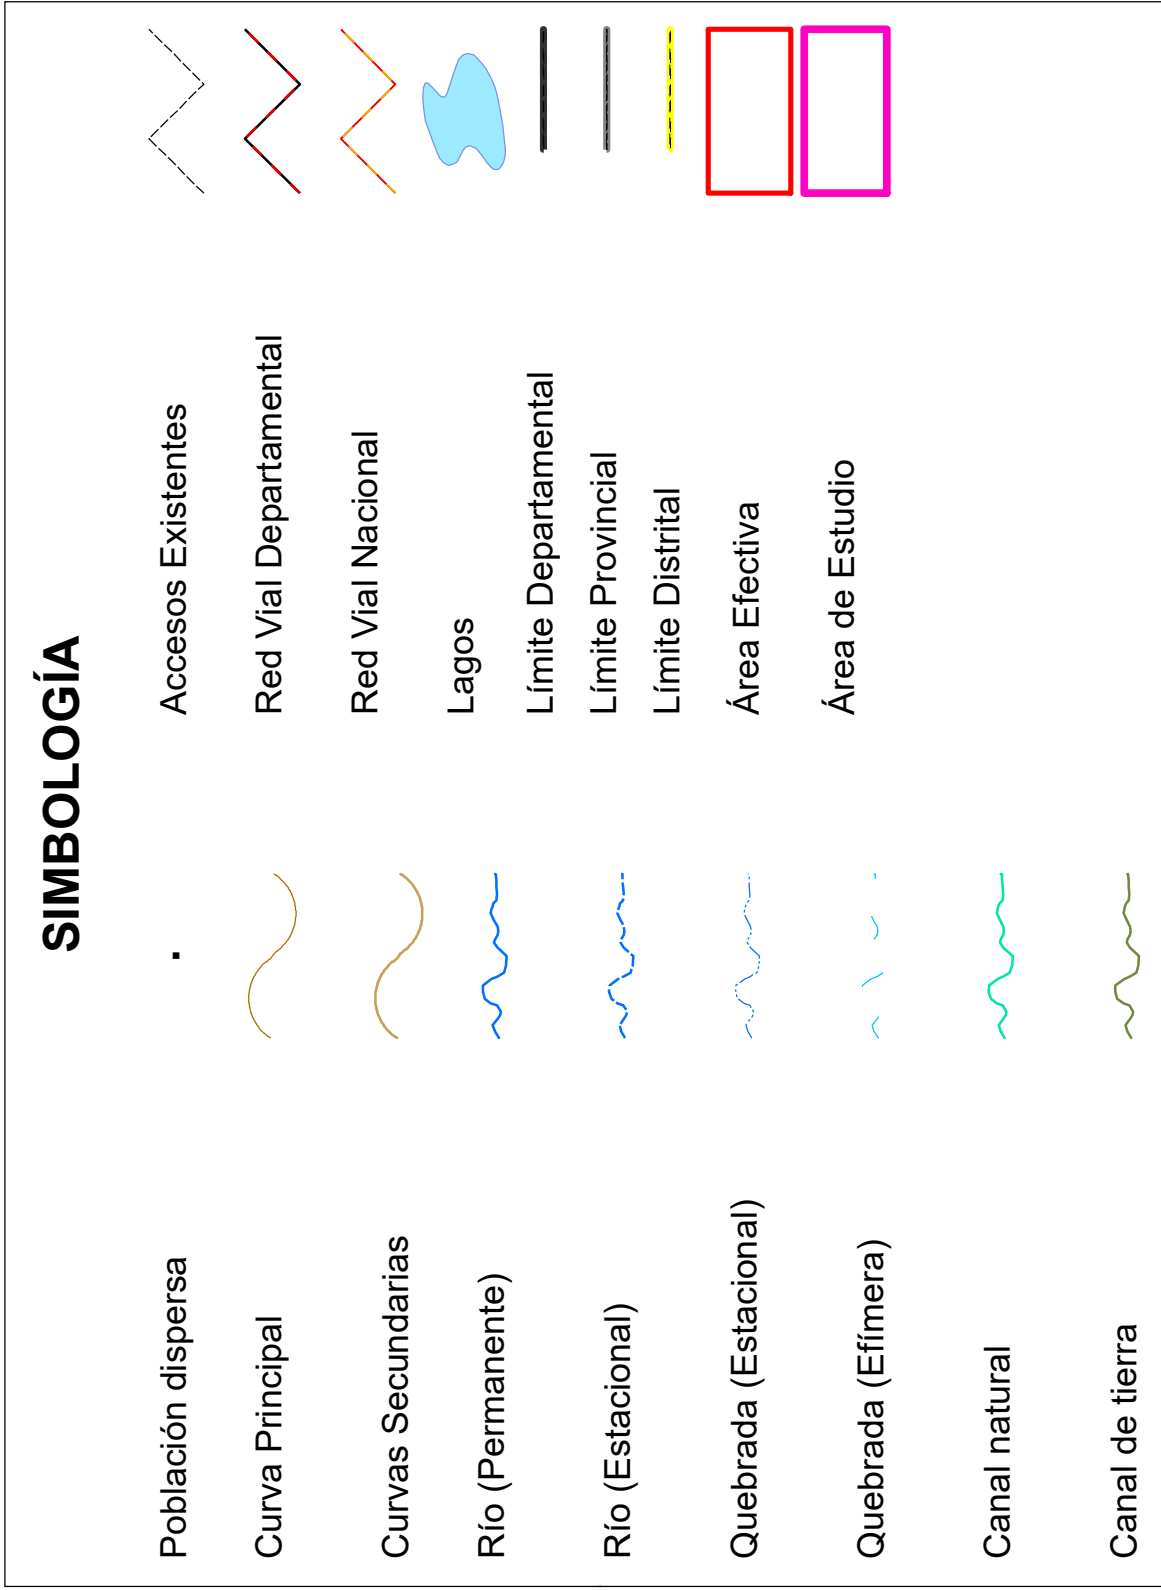 SIMBOLOGÍA
Población dispersa
Curva Principal
Curvas Secundarias
Río (Permanente)
Río (Estacional)
Quebrada (Estacional)
Quebrada (Efímera)
Canal natural
Canal de tierra
Accesos Existentes
Red Vial Departamental
Red Vial Nacional
Lagos
Límite Departamental
Límite Provincial
Límite Distrital
Área Efectiva
Área de Estudio